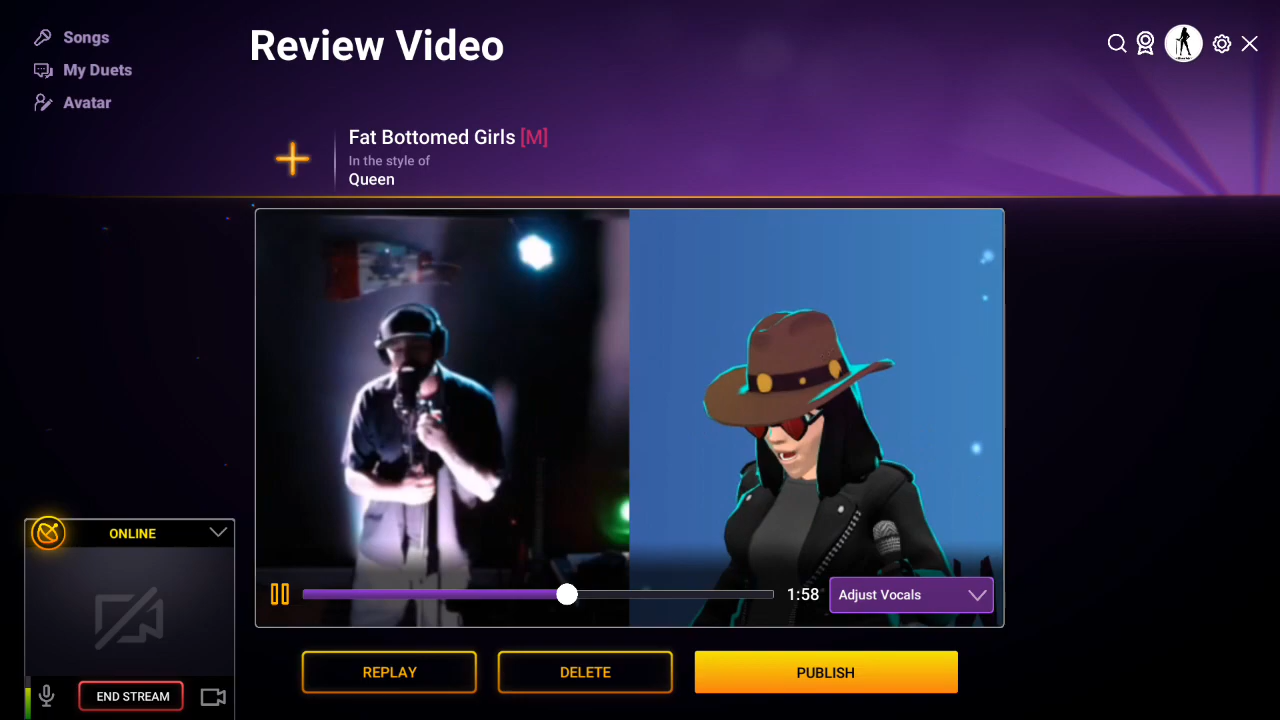 Songs
My Duets
Avatar
Review Video
Fat Bottomed Girls [M]
In the style of
Queen
1:58
Adjust Vocals
REPLAY
DELETE
PUBLISH
ONLINE
END STREAM